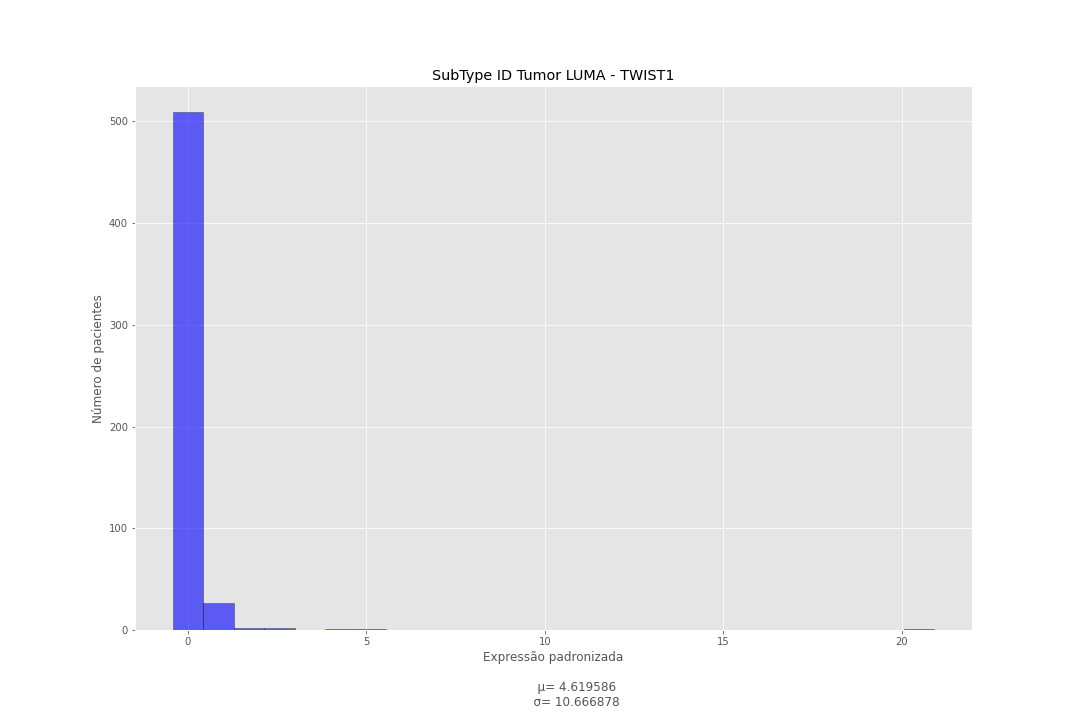 SubType ID Tumor LUMA - TWIST1
500
400
300
200
100
0
Número de pacientes
0 5 10 15 20
Expressão padronizada
μ= 4.619586
σ= 10.666878